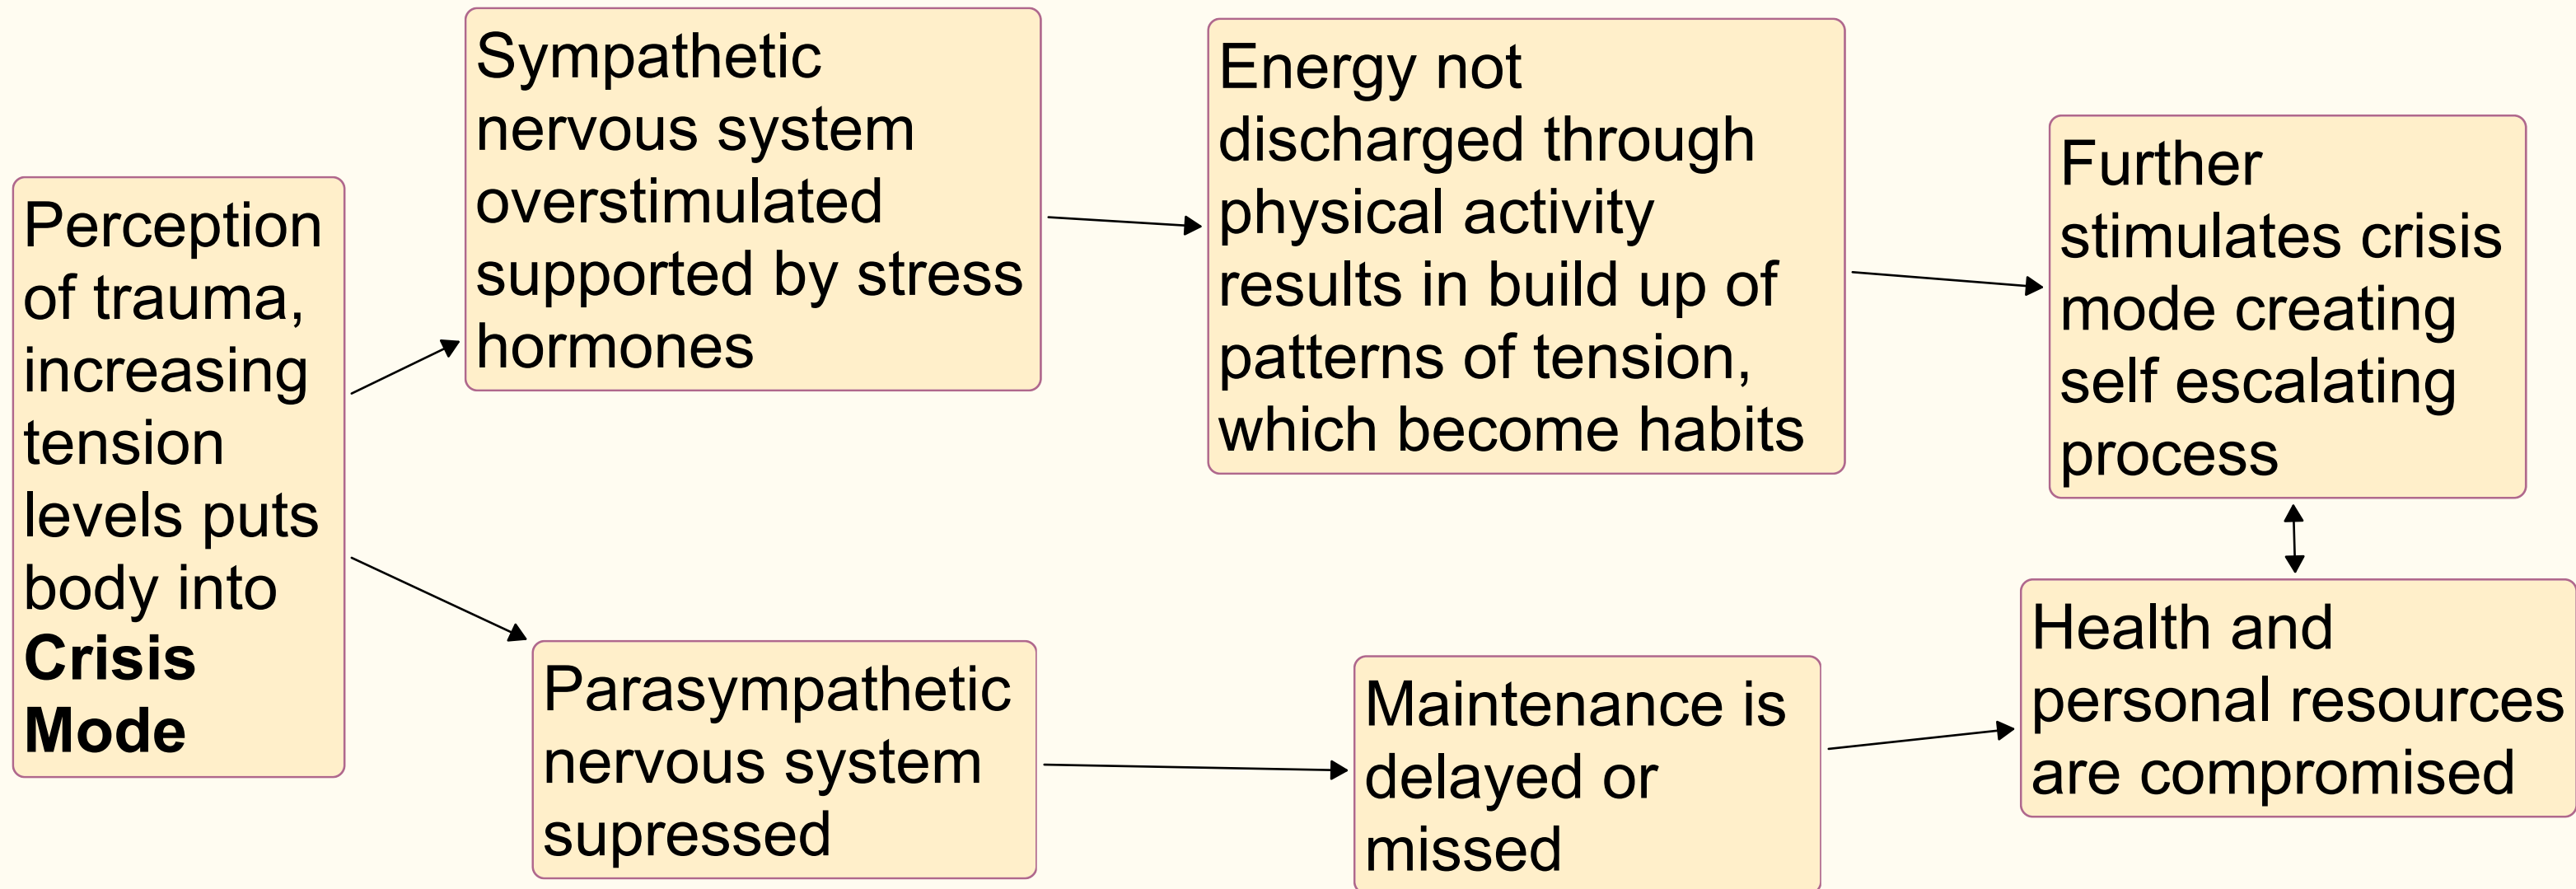 Perception
of trauma,
increasing
tension
levels puts
body into
Crisis
Mode
Sympathetic
nervous system
overstimulated
supported by stress
hormones
Energy not
discharged through
physical activity
results in build up of
patterns of tension,
which become habits
Further
stimulates crisis
mode creating
self escalating
process
Parasympathetic
nervous system
supressed
Maintenance is
delayed or
missed
Health and
personal resources
are compromised